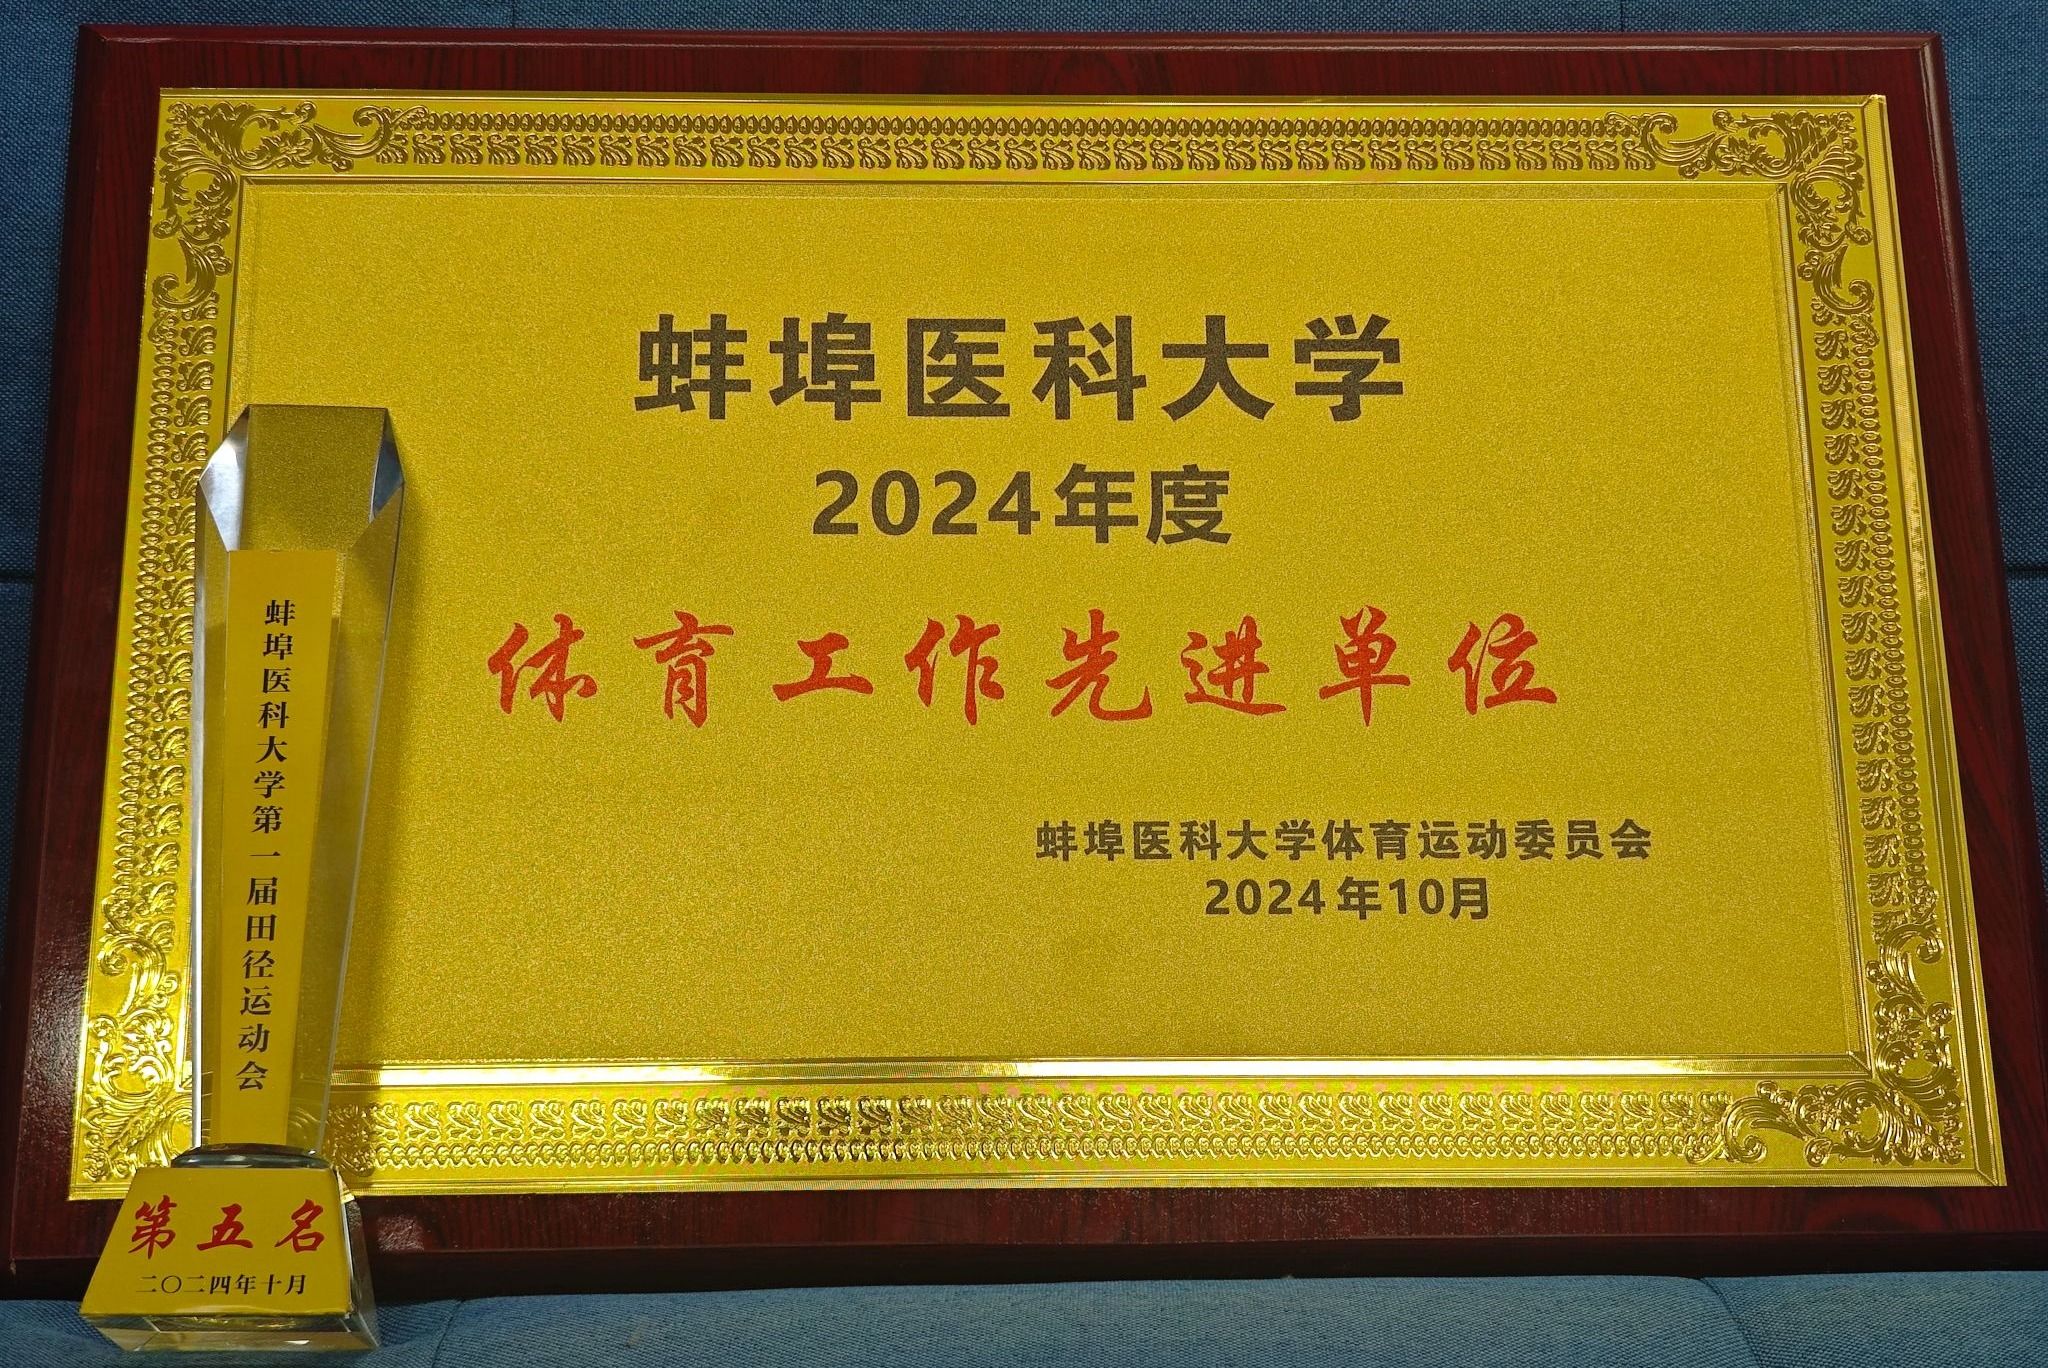 蚌埠医科大学
2024年度
体育工作先进单位
蚌埠医科大学体育运动委员会
2024年10月
蚌埠医科大学第一届田径运动会
第五名
二〇二四年十月